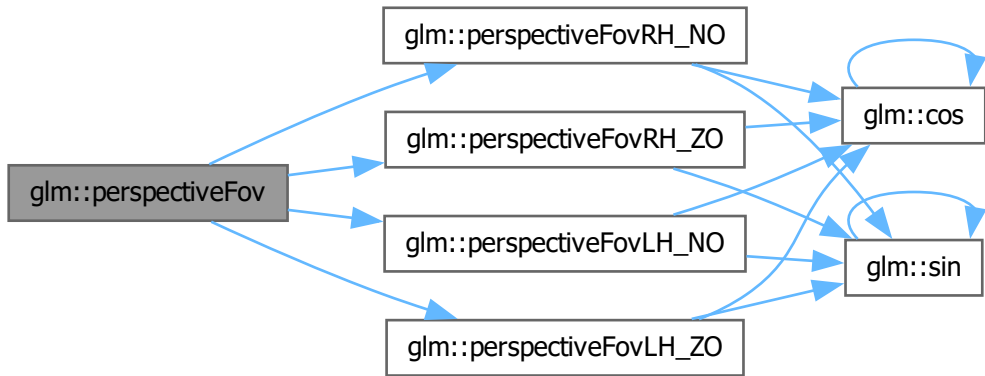 glm::perspectiveFov
glm::perspectiveFovRH_NO
glm::perspectiveFovRH_ZO
glm::perspectiveFovLH_NO
glm::perspectiveFovLH_ZO
glm::cos
glm::sin